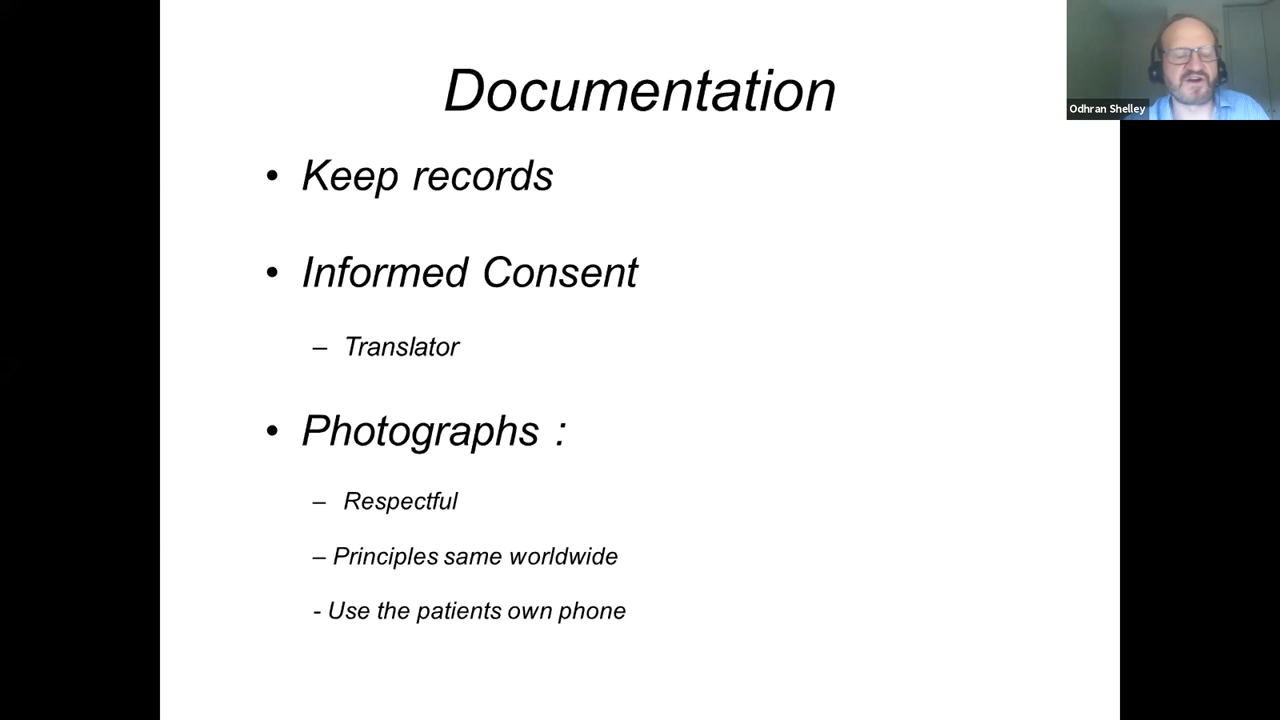 Documentation
Odhran Shelley
• Keep records
• Informed Consent
– Translator
• Photographs :
– Respectful
– Principles same worldwide
- Use the patients own phone